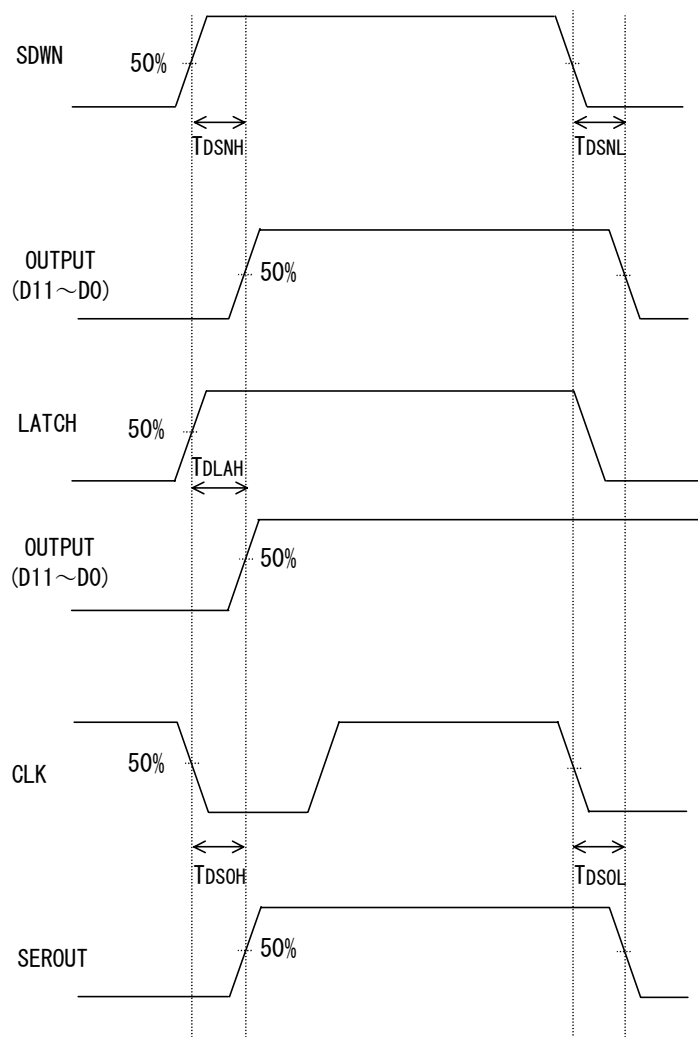 SDWN
50%
TDSNH
TDSNL
OUTPUT
(D11～D0)
50%
LATCH
50%
TDLAH
OUTPUT
(D11～D0)
50%
CLK
50%
TDSOH
TDSOL
SEROUT
50%